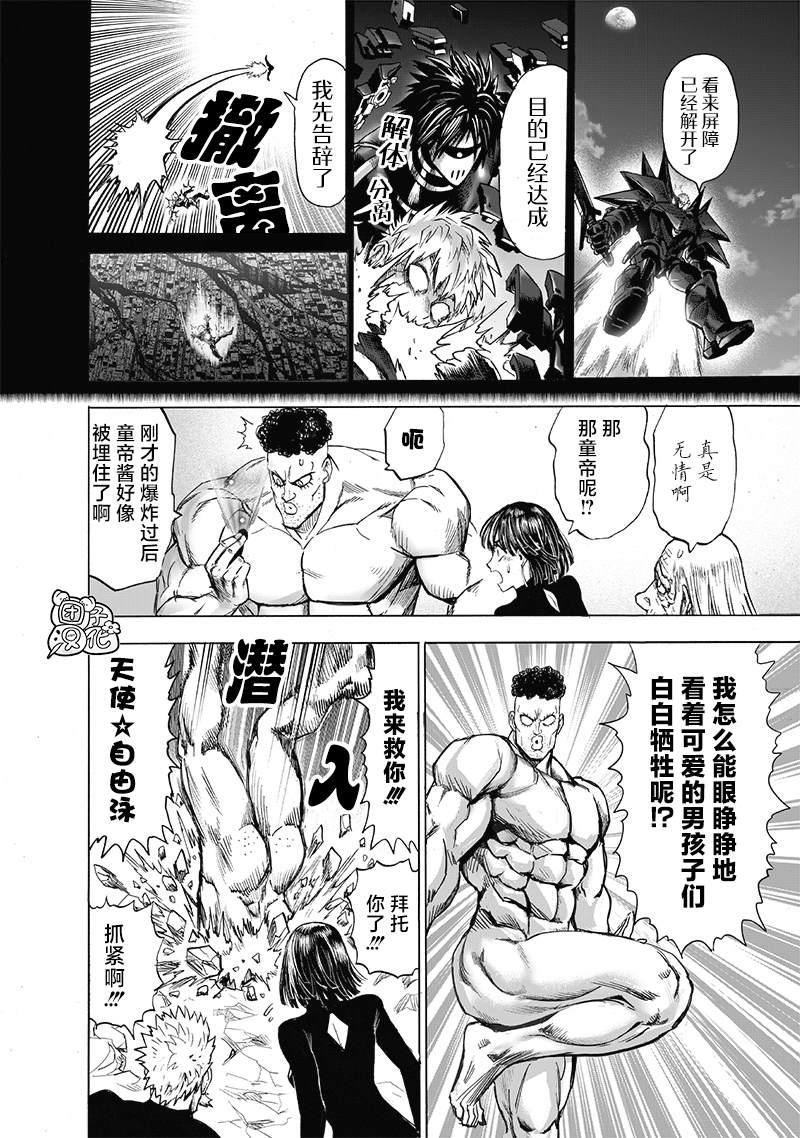 看来屏障
已经解开了
目的已经达成
解体
分离
我先告辞了
撤离
真是
无情啊
那
那童帝呢!?
呃
刚才的爆炸过后
童帝酱好像
被埋住了啊
团子
汉化
我怎么能眼睁睁地
看着可爱的男孩子们
白白牺牲呢!?
我来救你!!!
潜入
天使☆自由泳
拜托
你了!!!
抓紧啊!!!